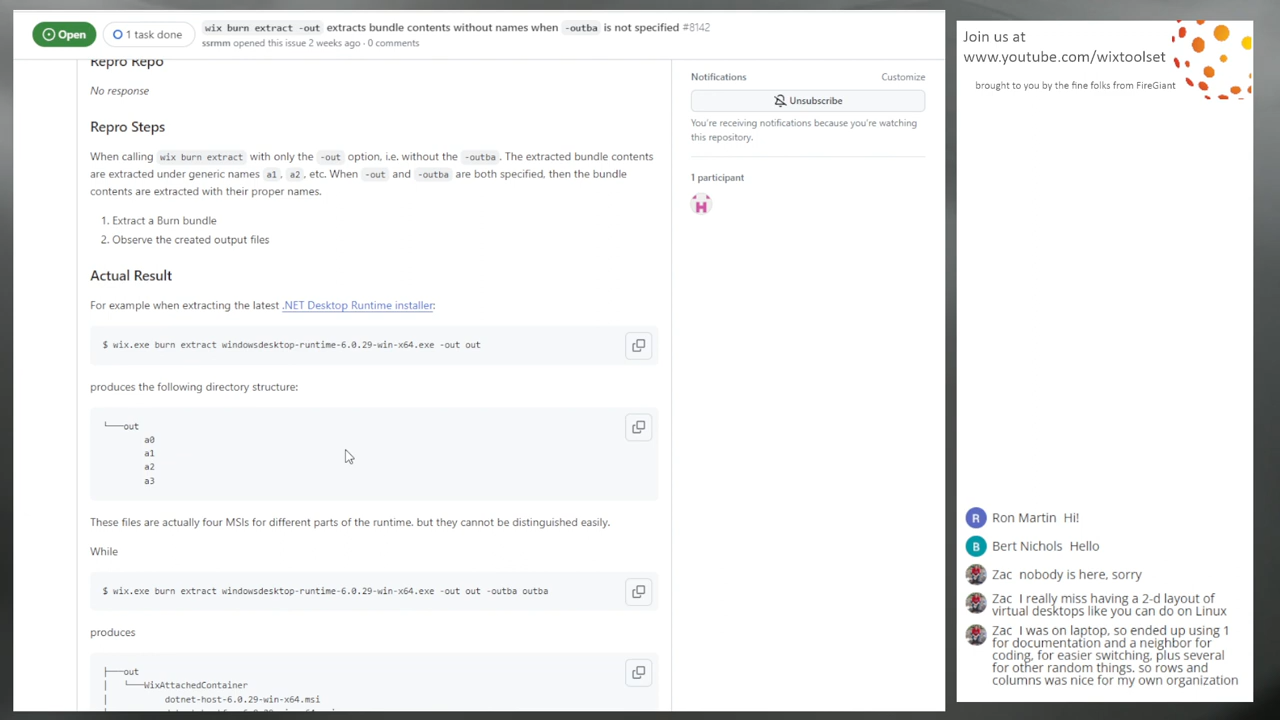 Open
1 task done
wix burn extract -out extracts bundle contents without names when -outba is not specified #8142
ssrmm opened this issue 2 weeks ago · 0 comments
Repro Repo
No response
Repro Steps
When calling wix burn extract with only the -out option, i.e. without the -outba. The extracted bundle contents
are extracted under generic names a1, a2, etc. When -out and -outba are both specified, then the bundle
contents are extracted with their proper names.
1. Extract a Burn bundle
2. Observe the created output files
Actual Result
For example when extracting the latest .NET Desktop Runtime installer:
$ wix.exe burn extract windowsdesktop-runtime-6.0.29-win-x64.exe -out out
produces the following directory structure:
└──out
a0
a1
a2
a3
These files are actually four MSIs for different parts of the runtime. but they cannot be distinguished easily.
While
$ wix.exe burn extract windowsdesktop-runtime-6.0.29-win-x64.exe -out out -outba outba
produces
├──out
│ └──WixAttachedContainer
│ dotnet-host-6.0.29-win-x64.msi
Notifications
Customize
Unsubscribe
You're receiving notifications because you're watching
this repository.
1 participant
Join us at
www.youtube.com/wixtoolset
brought to you by the fine folks from FireGiant
R Ron Martin Hi!
B Bert Nichols Hello
Zac nobody is here, sorry
Zac I really miss having a 2-d layout of
virtual desktops like you can do on Linux
Zac I was on laptop, so ended up using 1
for documentation and a neighbor for
coding, for easier switching, plus several
for other random things. so rows and
columns was nice for my own organization